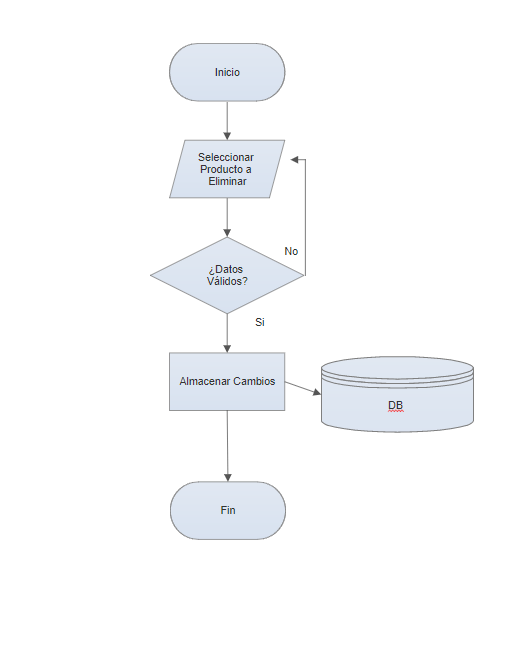 Inicio
Seleccionar
Producto a
Eliminar
No
¿Datos
Válidos?
Si
Almacenar Cambios
DB
Fin